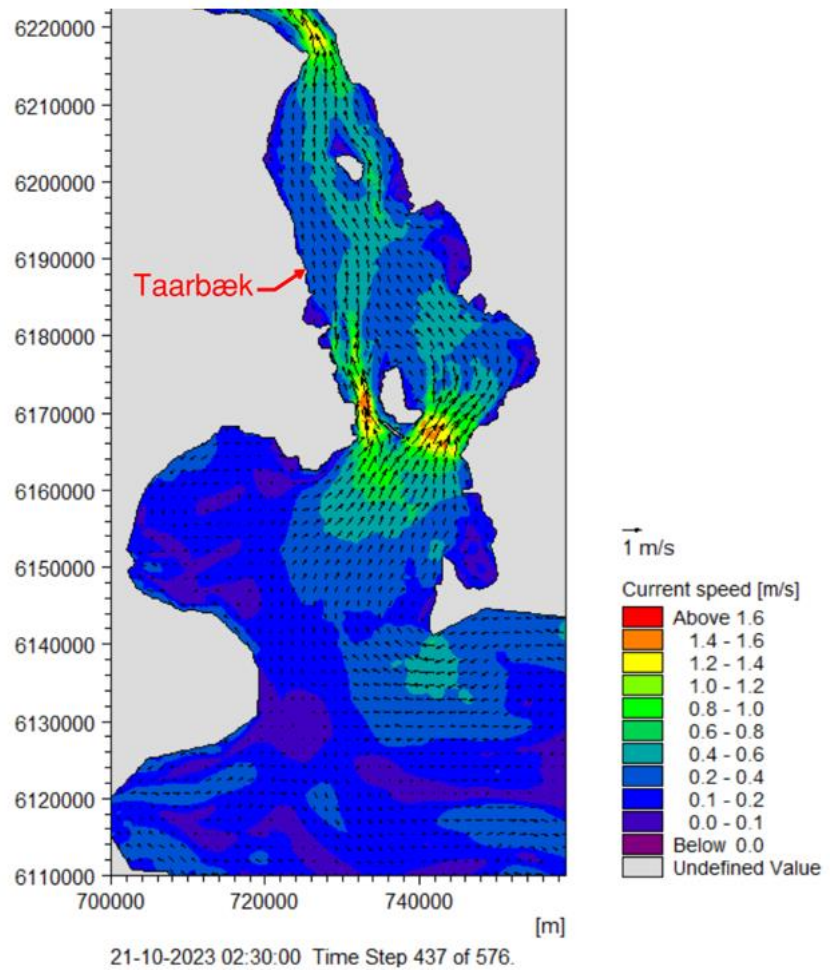 6220000
6210000
6200000
6190000
Taarbæk
6180000
6170000
6160000
6150000
6140000
6130000
6120000
6110000
700000 720000 740000
[m]
21-10-2023 02:30:00 Time Step 437 of 576.
1 m/s
Current speed [m/s]
Above 1.6
1.4 - 1.6
1.2 - 1.4
1.0 - 1.2
0.8 - 1.0
0.6 - 0.8
0.4 - 0.6
0.2 - 0.4
0.1 - 0.2
0.0 - 0.1
Below 0.0
Undefined Value